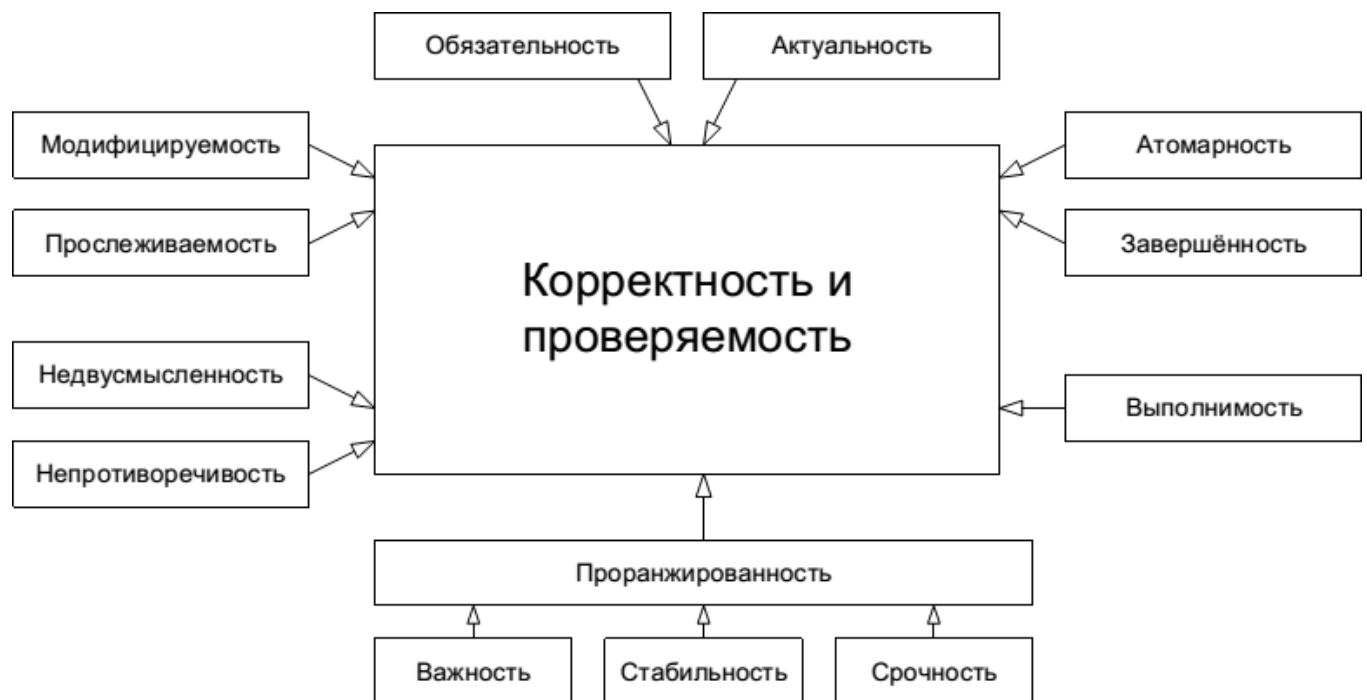 Обязательность
Актуальность
Модифицируемость
Атомарность
Прослеживаемость
Завершённость
Корректность и
проверяемость
Недвусмысленность
Выполнимость
Непротиворечивость
Проранжированность
Важность
Стабильность
Срочность